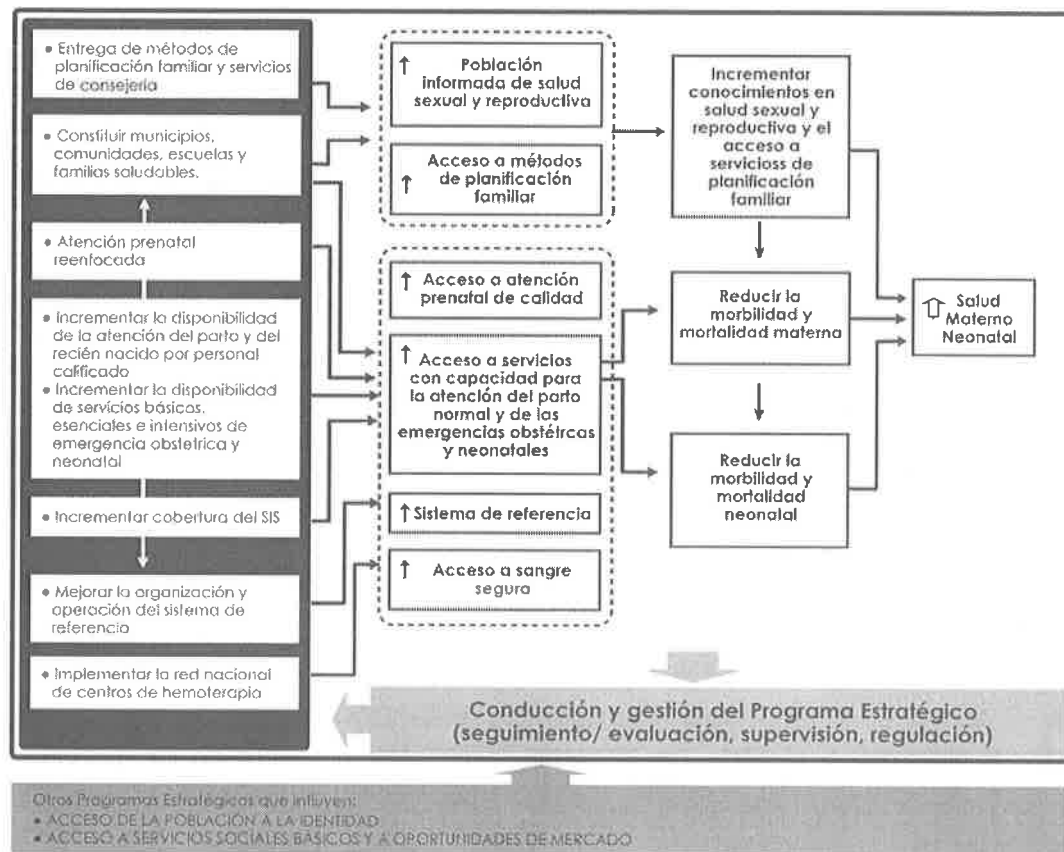 • Entrega de métodos de
planificación familiar y servicios
de consejería
• Constituir municipios,
comunidades, escuelas y
familias saludables.
• Atención prenatal
reenfocada
• Incrementar la disponibilidad
de la atención del parto y del
recién nacido por personal
calificado
• Incrementar la disponibilidad
de servicios básicos,
esenciales e intensivos de
emergencia obstetrica y
neonatal
• Incrementar cobertura del SIS
• Mejorar la organización y
operación del sistema de
referencia
• Implementar la red nacional
de centros de hemoterapia
Población
informada de salud
sexual y reproductiva
Acceso a métodos
de planificación
familiar
Acceso a atención
prenatal de calidad
Acceso a servicios
con capacidad para
la atención del parto
normal y de las
emergencias obstétrcas
y neonatales
Sistema de referencia
Acceso a sangre
segura
Incrementar
conocimientos en
salud sexual y
reproductiva y el
acceso a
servicioss de
planificación
familiar
Reducir la
morbilidad y
mortalidad materna
Reducir la
morbilidad y
mortalidad
neonatal
Salud
Materno
Neonatal
Conducción y gestión del Programa Estratégico
(seguimiento/ evaluación, supervisión, regulación)
Otros Programas Estratégicos que influyen:
• ACCESO DE LA POBLACIÓN A LA IDENTIDAD
• ACCESO A SERVICIOS SOCIALES BÁSICOS Y A OPORTUNIDADES DE MERCADO